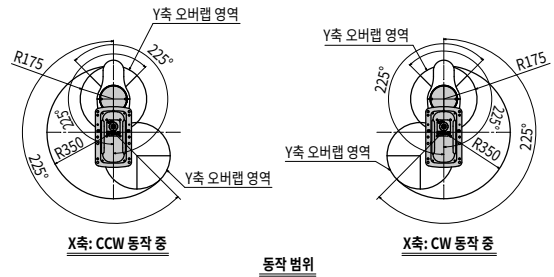 Y축 오버랩 영역
R175
225°
225°
R350
225°
Y축 오버랩 영역
X축: CCW 동작 중
Y축 오버랩 영역
R175
225°
225°
R350
225°
Y축 오버랩 영역
X축: CW 동작 중
동작 범위